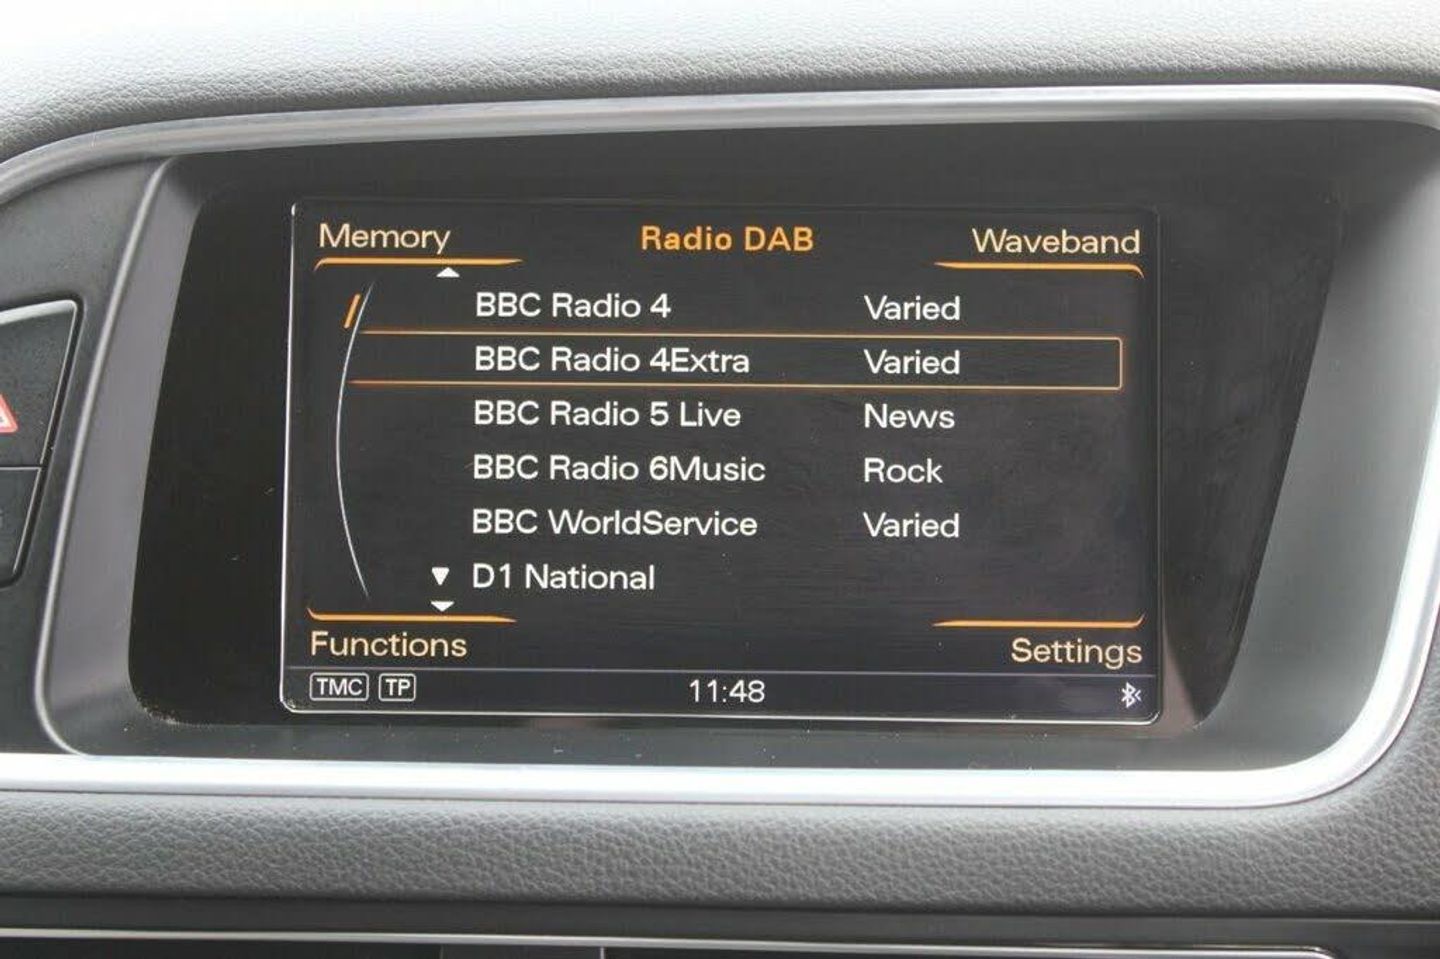 Memory Radio DAB Waveband
BBC Radio 4 Varied
BBC Radio 4Extra Varied
BBC Radio 5 Live News
BBC Radio 6Music Rock
BBC WorldService Varied
D1 National
Functions Settings
TMC TP 11:48